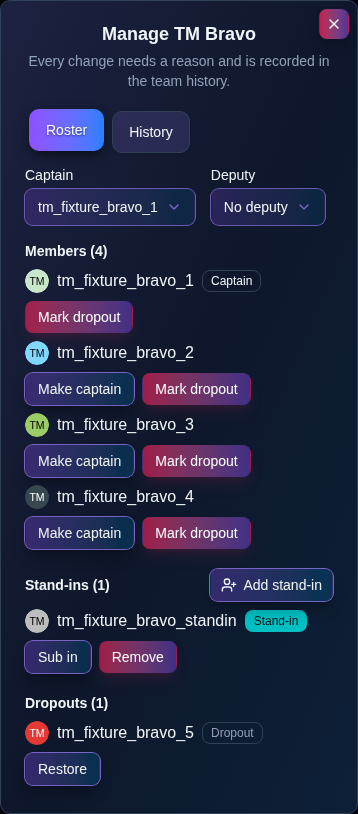 Manage TM Bravo
Every change needs a reason and is recorded in
the team history.
Roster History
Captain Deputy
tm_fixture_bravo_1 No deputy
Members (4)
TM tm_fixture_bravo_1 Captain
Mark dropout
TM tm_fixture_bravo_2
Make captain Mark dropout
TM tm_fixture_bravo_3
Make captain Mark dropout
TM tm_fixture_bravo_4
Make captain Mark dropout
Stand-ins (1) Add stand-in
TM tm_fixture_bravo_standin Stand-in
Sub in Remove
Dropouts (1)
TM tm_fixture_bravo_5 Dropout
Restore